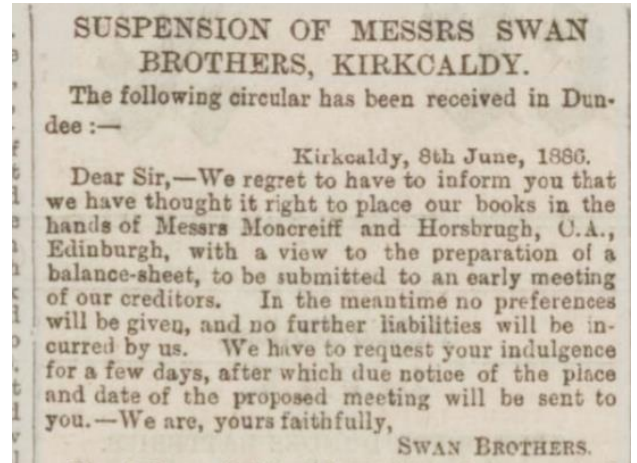 SUSPENSION OF MESSRS SWAN
BROTHERS, KIRKCALDY.
The following circular has been received in Dun-
dee :—
Kirkcaldy, 8th June, 1886.
Dear Sir,—We regret to have to inform you that
we have thought it right to place our books in the
hands of Messrs Moncreiff and Horsbrugh, C.A.,
Edinburgh, with a view to the preparation of a
balance-sheet, to be submitted to an early meeting
of our creditors. In the meantime no preferences
will be given, and no further liabilities will be in-
curred by us. We have to request your indulgence
for a few days, after which due notice of the place
and date of the proposed meeting will be sent to
you.—We are, yours faithfully,
SWAN BROTHERS.